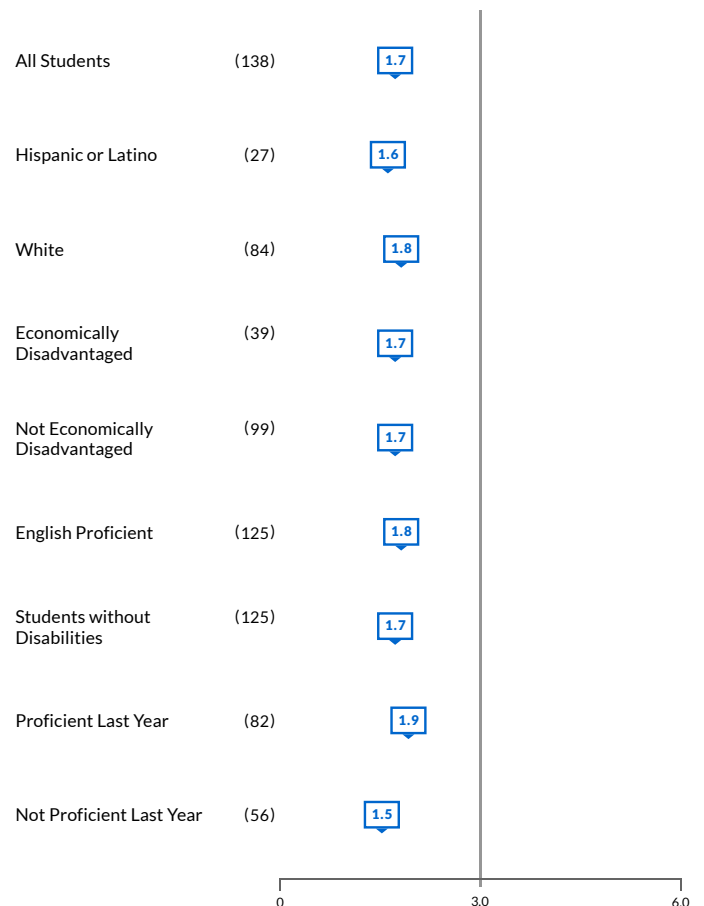 All Students (138) 1.7
Hispanic or Latino (27) 1.6
White (84) 1.8
Economically (39)
Disadvantaged 1.7
Not Economically (99)
Disadvantaged 1.7
English Proficient (125) 1.8
Students without (125)
Disabilities 1.7
Proficient Last Year (82) 1.9
Not Proficient Last Year (56) 1.5
0 3.0 6.0